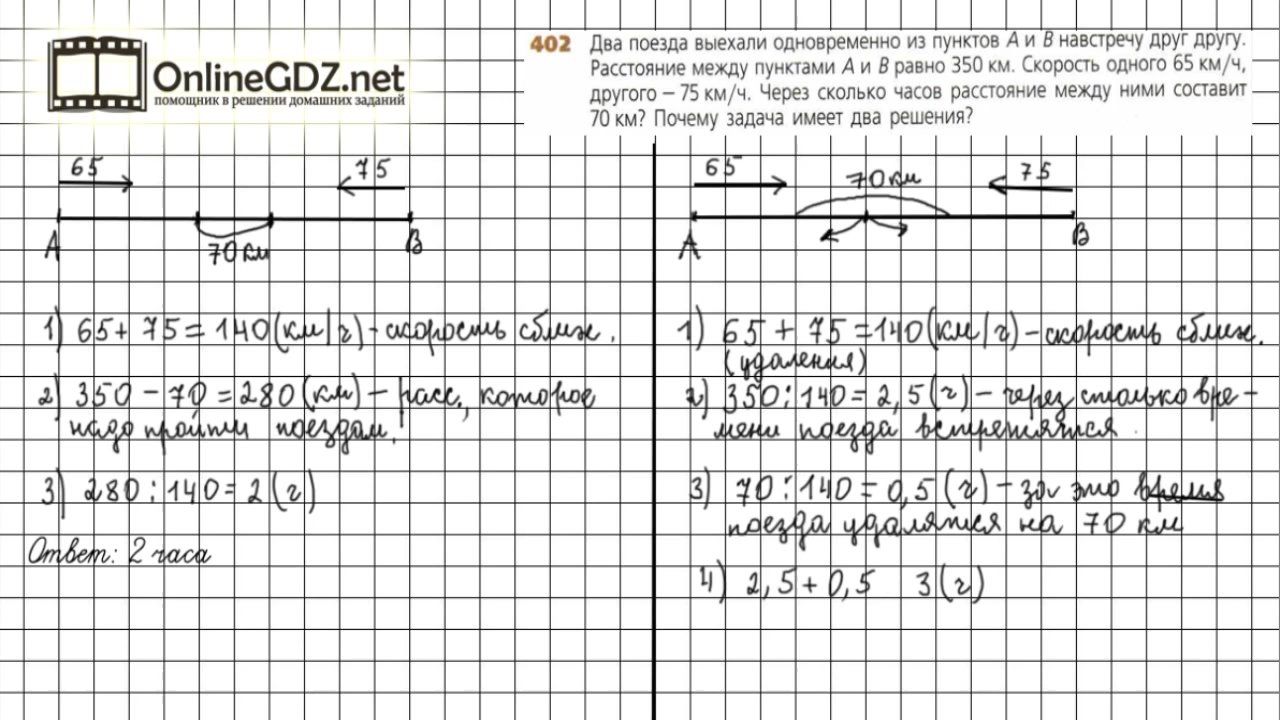 OnlineGDZ.net
помощник в решении домашних заданий
402 Два поезда выехали одновременно из пунктов А и В навстречу друг другу.
Расстояние между пунктами А и В равно 350 км. Скорость одного 65 км/ч,
другого – 75 км/ч. Через сколько часов расстояние между ними составит
70 км? Почему задача имеет два решения?
65 75
70 км
А В
1) 65 + 75 = 140 (км/ч) - скорость сближ.
2) 350 - 70 = 280 (км) - расс., которое
надо пройти поездам.
3) 280 : 140 = 2 (ч)
Ответ: 2 часа
65 70 км 75
А В
1) 65 + 75 = 140 (км/ч) - скорость сближ.
(удаления)
2) 350 : 140 = 2,5 (ч) - через столько вре-
мени поезда встретятся
3) 70 : 140 = 0,5 (ч) - за это время
поезда удалятся на 70 км
4) 2,5 + 0,5 3 (ч)